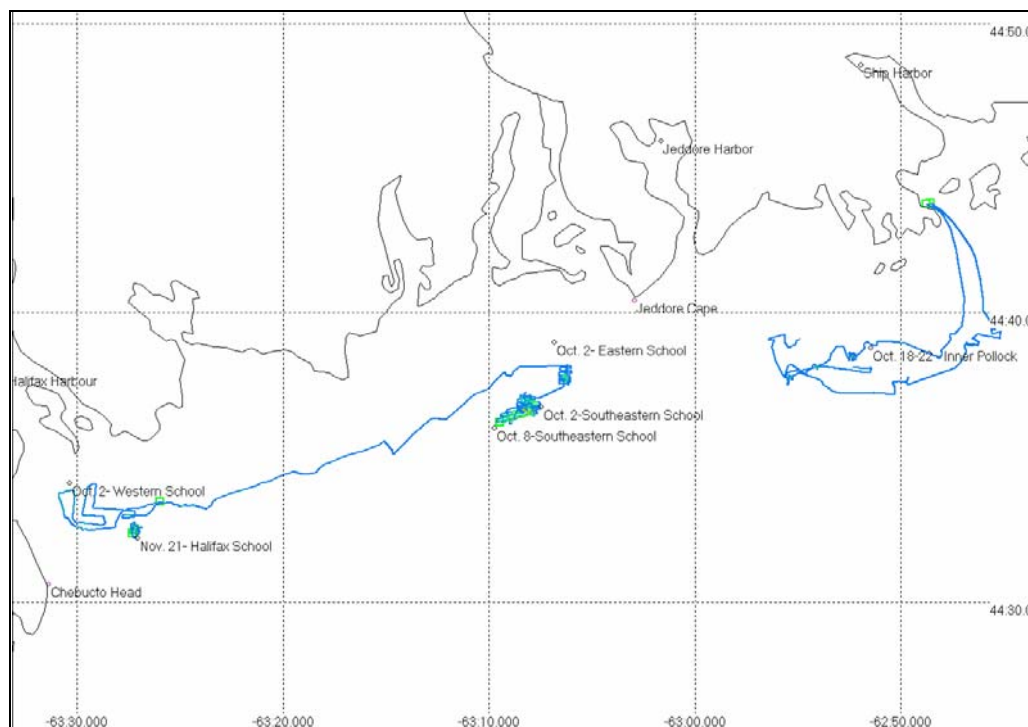 44:50.0
Ship Harbor
Jeddore Harbor
Jeddore Cape
44:40.0
Oct. 2- Eastern School
Oct. 18-22 - Inner Pollock
Halifax Harbour
Oct. 2-Southeastern School
Oct. 8-Southeastern School
Oct. 2- Western School
Nov. 21- Halifax School
Chebucto Head
44:30.0
-63:30.000 -63:20.000 -63:10.000 -63:00.000 -62:50.000